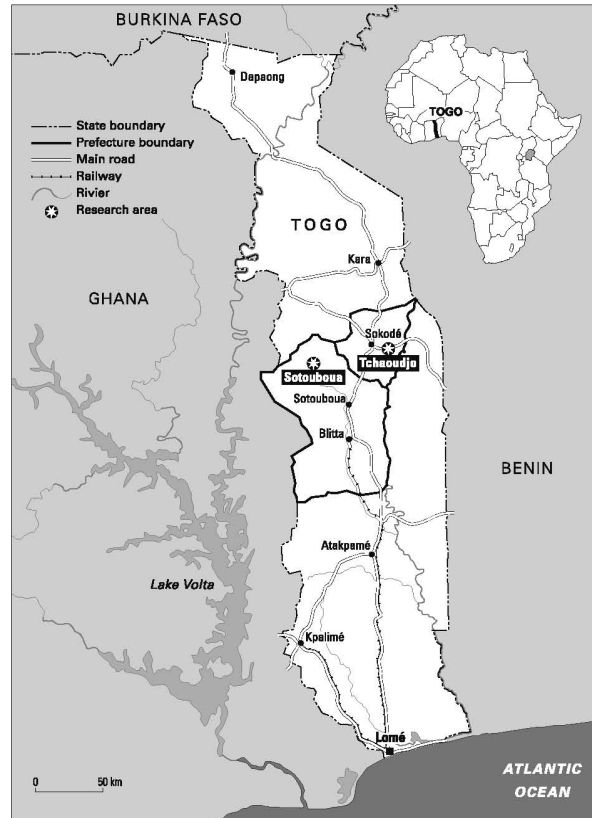 BURKINA FASO
Dapaong
State boundary
Prefecture boundary
Main road
Railway
Rivier
Research area
TOGO
TOGO
Kara
GHANA
Sokodé
Tchaoudjo
Sotouboua
Sotouboua
Blitta
BENIN
Atakpamé
Lake Volta
Kpalimé
Lomé
0 50 km
ATLANTIC
OCEAN